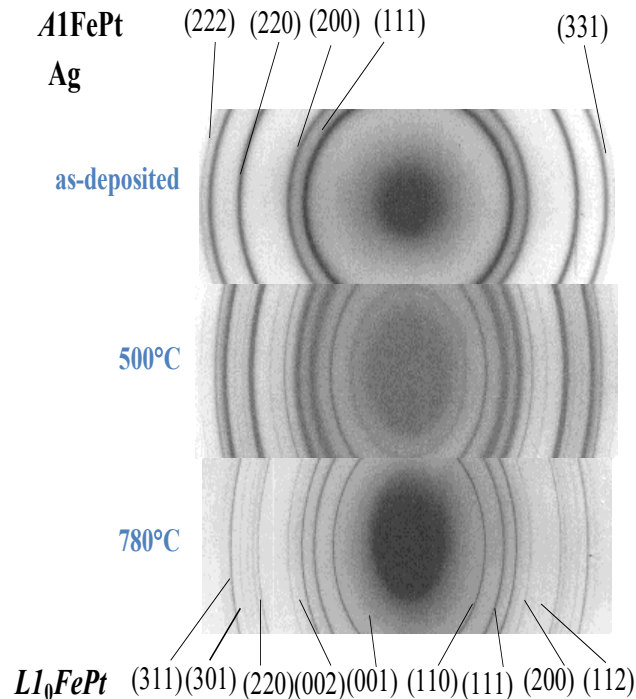 A1FePt (222) (220) (200) (111) (331)
Ag
as-deposited
500°C
780°C
L1₀FePt (311) (301) (220) (002) (001) (110) (111) (200) (112)